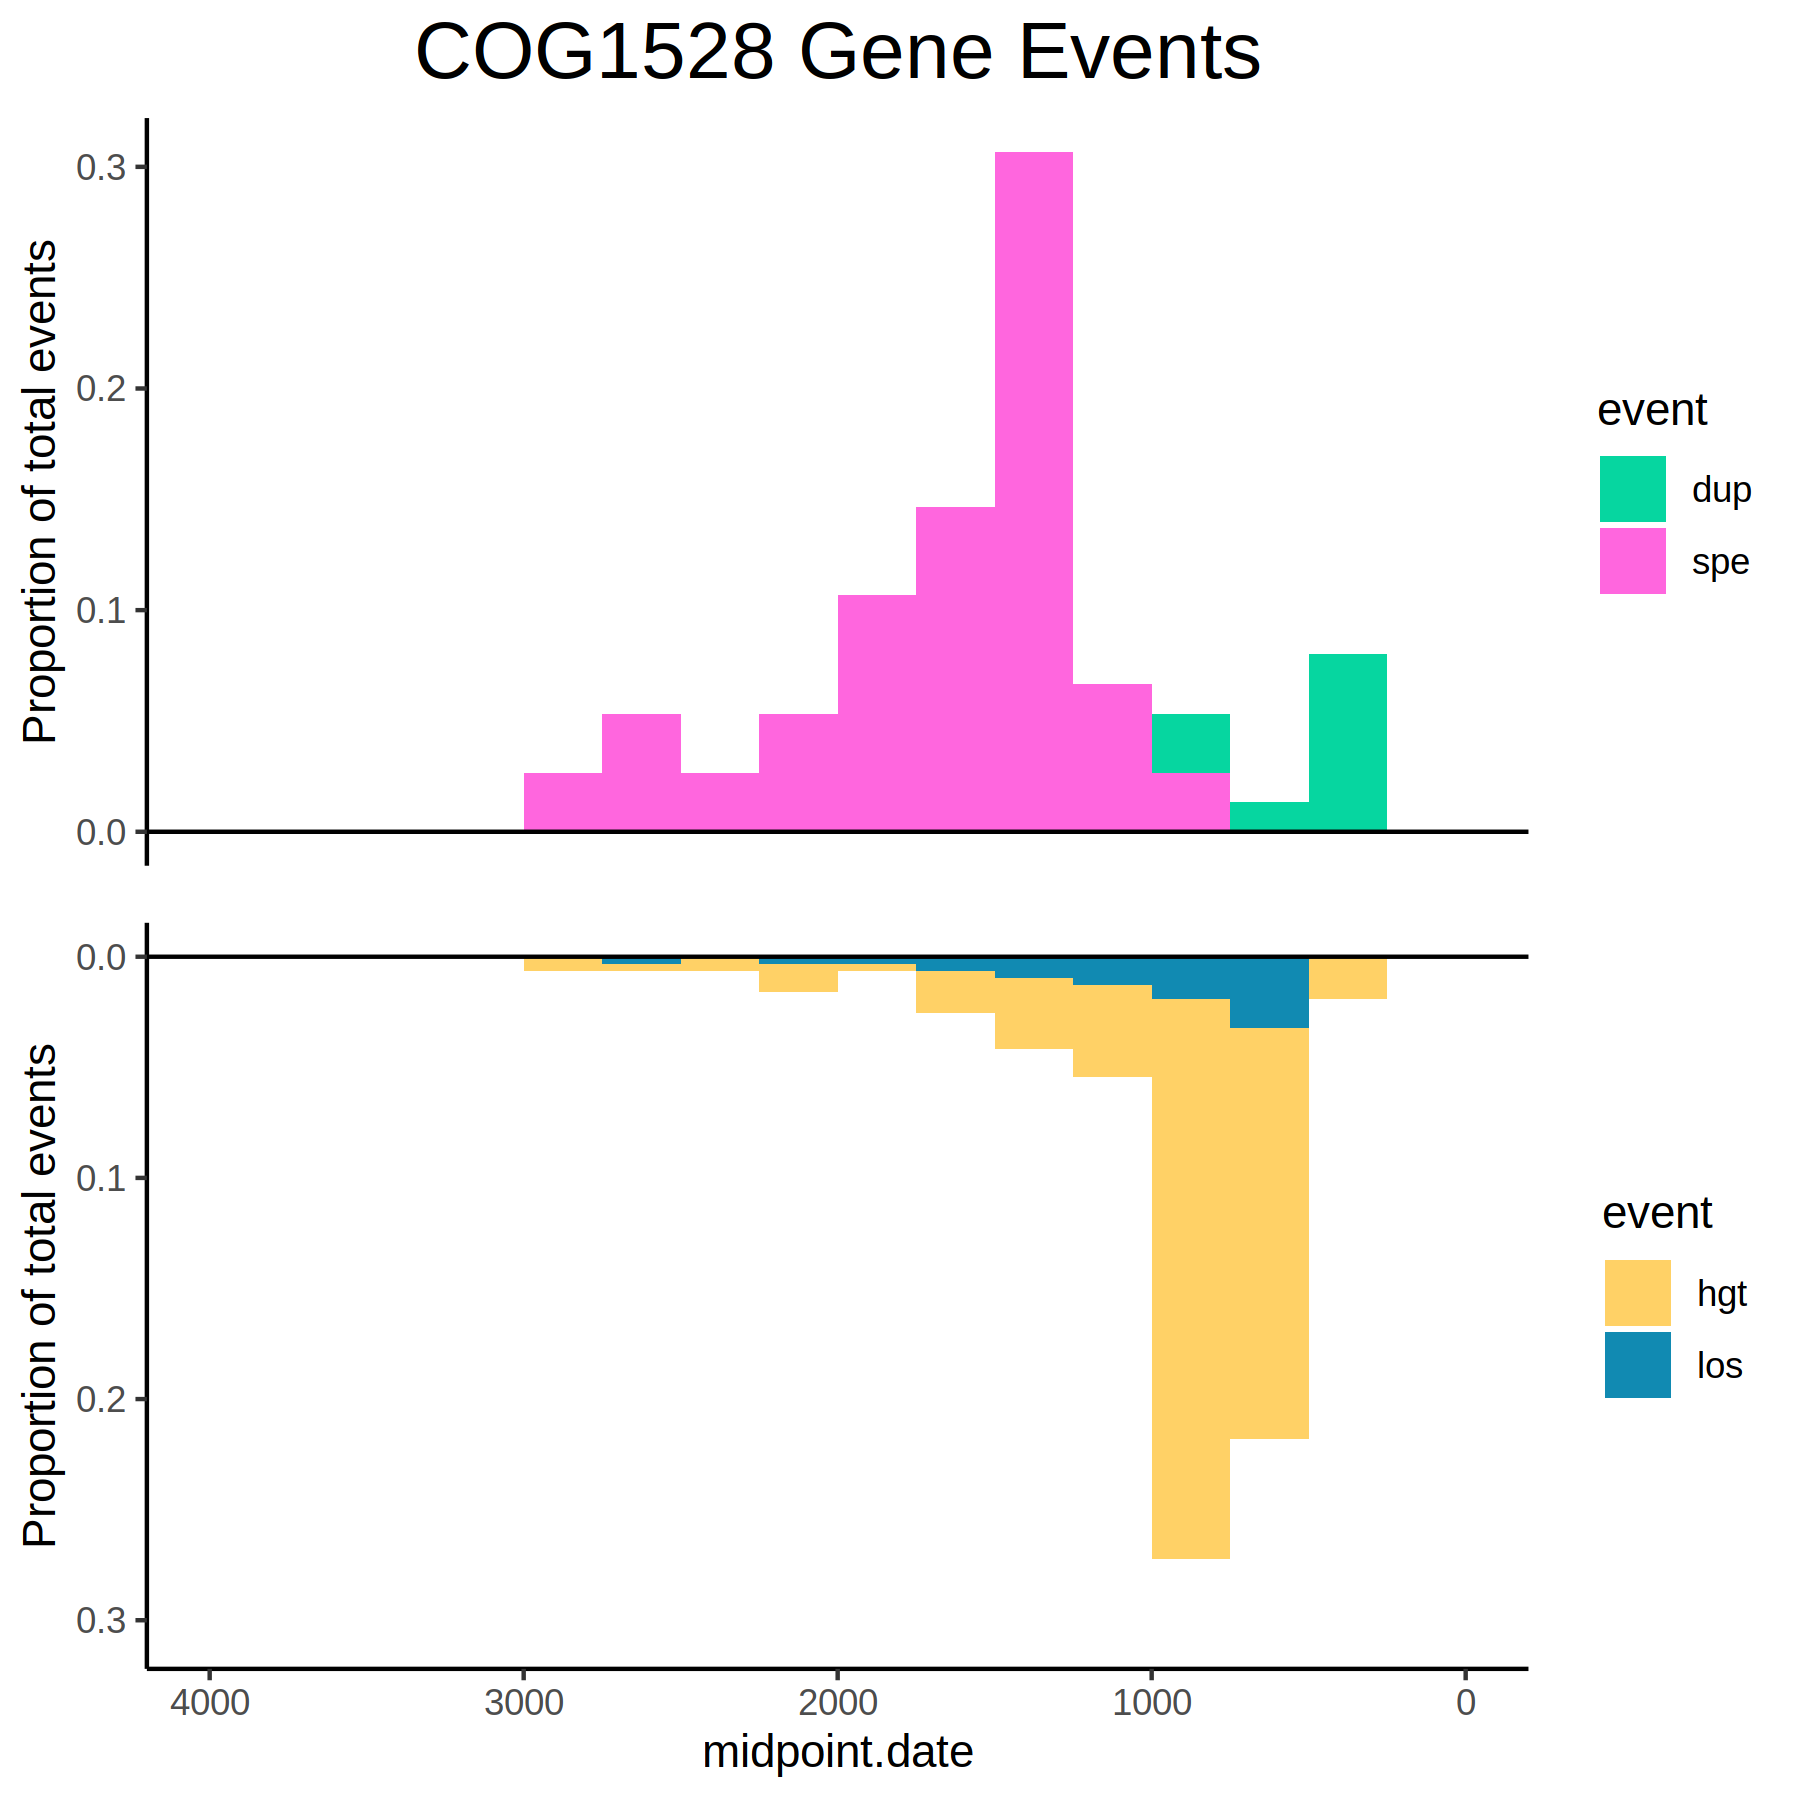 COG1528 Gene Events
Proportion of total events
0.3
0.2
0.1
0.0
event
dup
spe
Proportion of total events
0.0
0.1
0.2
0.3
event
hgt
los
4000 3000 2000 1000 0
midpoint.date